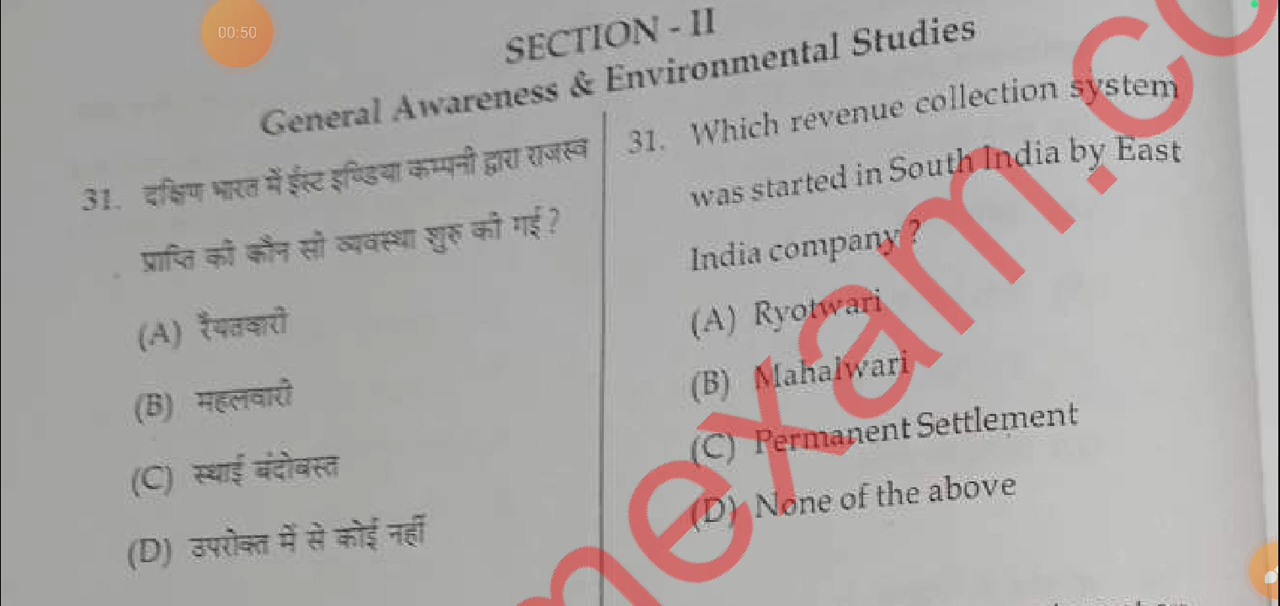 00:50
SECTION - II
General Awareness & Environmental Studies
31. दक्षिण भारत में ईस्ट इण्डिया कम्पनी द्वारा राजस्व
प्राप्ति की कौन सी व्यवस्था शुरु की गई ?
(A) रैयतवारी
(B) महलवारी
(C) स्थाई बंदोबस्त
(D) उपरोक्त में से कोई नहीं
31. Which revenue collection system
was started in South India by East
India company ?
(A) Ryotwari
(B) Mahalwari
(C) Permanent Settlement
(D) None of the above
mexam.co